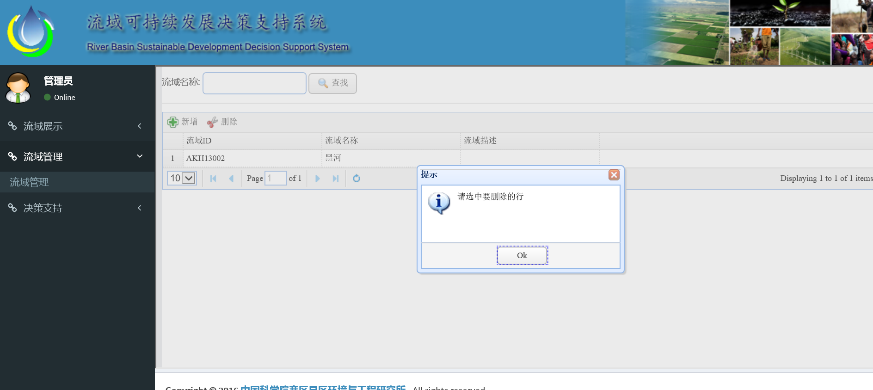 流域可持续发展决策支持系统
River Basin Sustainable Development Decision Support System
管理员
Online
流域展示
流域管理
流域管理
决策支持
流域名称: 查找
新增 删除
流域ID 流域名称 流域描述
1 AKH13002 黑河
10 Page 1 of 1 Displaying 1 to 1 of 1 items
提示
请选中要删除的行
Ok
Copyright © 2016 中国科学院寒区旱区环境与工程研究所. All rights reserved.